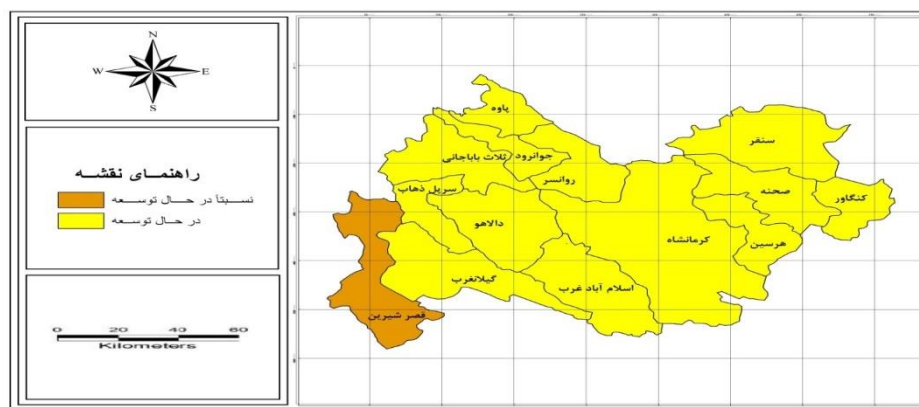 N
W E
S
راهنمای نقشه
نسبتاً در حال توسعه
در حال توسعه
0 20 40 60
Kilometers
پاوه
جوانرود
ثلاث باباجانی
روانسر
سرپل ذهاب
دالاهو
سنقر
صحنه
کنگاور
کرمانشاه
هرسین
گیلانغرب
اسلام آباد غرب
قصر شیرین